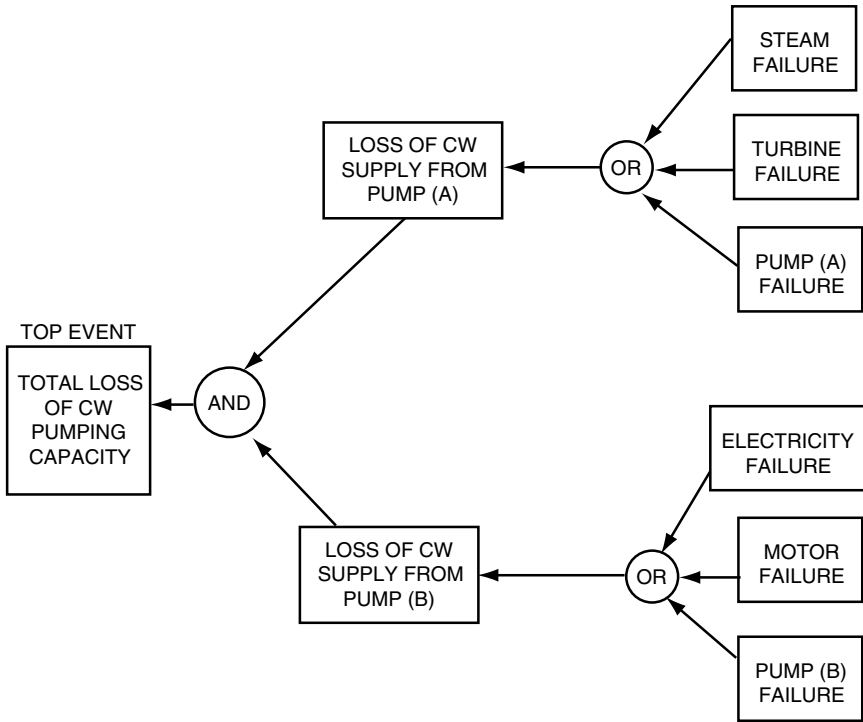 STEAM
FAILURE
LOSS OF CW
SUPPLY FROM
PUMP (A)
OR
TURBINE
FAILURE
PUMP (A)
FAILURE
TOP EVENT
TOTAL LOSS
OF CW
PUMPING
CAPACITY
AND
ELECTRICITY
FAILURE
LOSS OF CW
SUPPLY FROM
PUMP (B)
OR
MOTOR
FAILURE
PUMP (B)
FAILURE